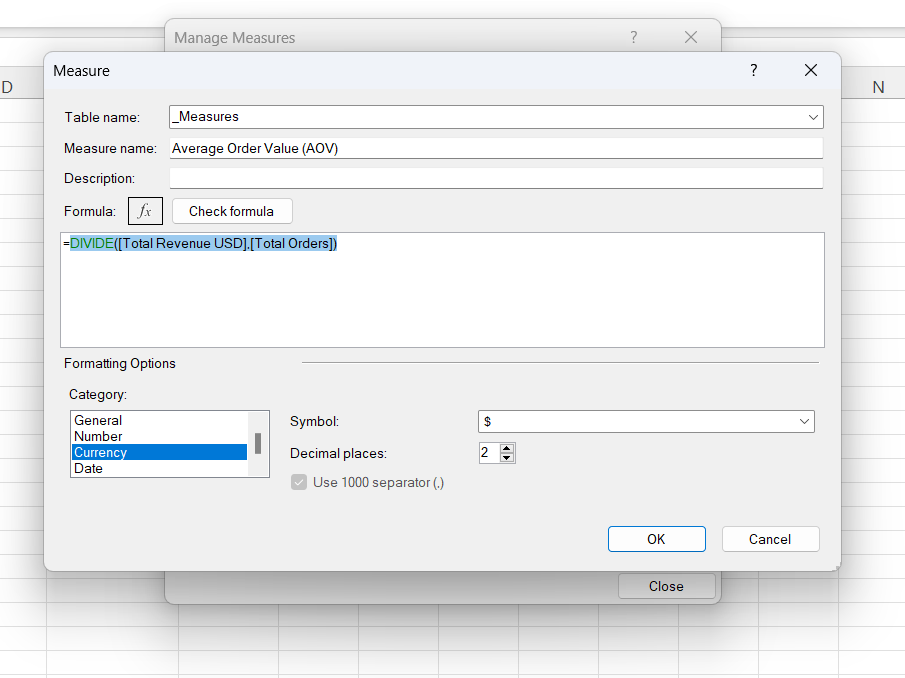 Manage Measures ?
Measure ?
D N
Table name: _Measures
Measure name: Average Order Value (AOV)
Description:
Formula: fx Check formula
=DIVIDE([Total Revenue USD].[Total Orders])
Formatting Options
Category:
General
Number
Currency
Date
Symbol: $
Decimal places: 2
Use 1000 separator (.)
OK Cancel
Close